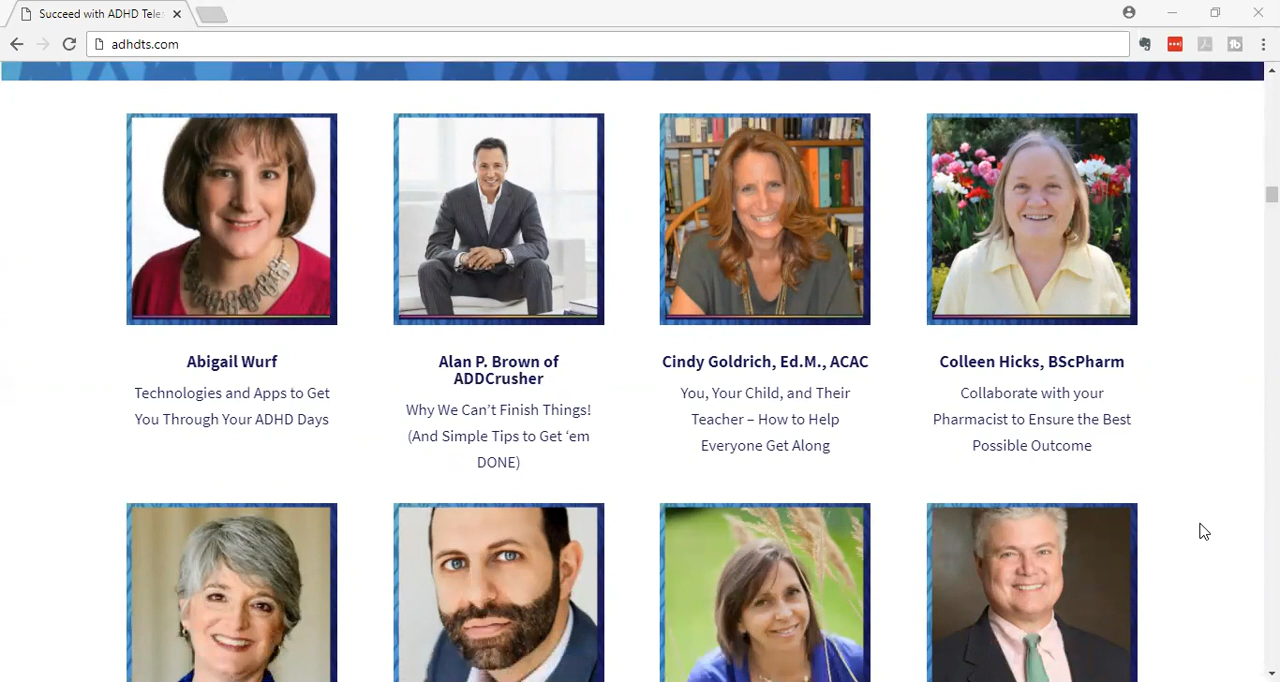 Succeed with ADHD Teles
adhdts.com
Abigail Wurf
Technologies and Apps to Get
You Through Your ADHD Days
Alan P. Brown of
ADDCrusher
Why We Can’t Finish Things!
(And Simple Tips to Get ‘em
DONE)
Cindy Goldrich, Ed.M., ACAC
You, Your Child, and Their
Teacher – How to Help
Everyone Get Along
Colleen Hicks, BScPharm
Collaborate with your
Pharmacist to Ensure the Best
Possible Outcome